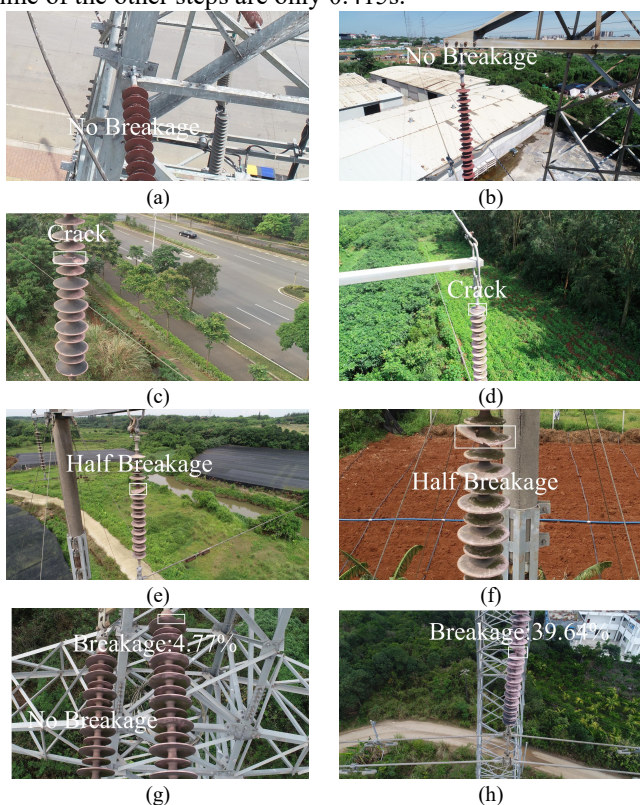 No Breakage
No Breakage
(a)
(b)
Crack
Crack
(c)
(d)
Half Breakage
Half Breakage
(e)
(f)
Breakage:4.77%
Breakage:39.64%
No Breakage
(g)
(h)